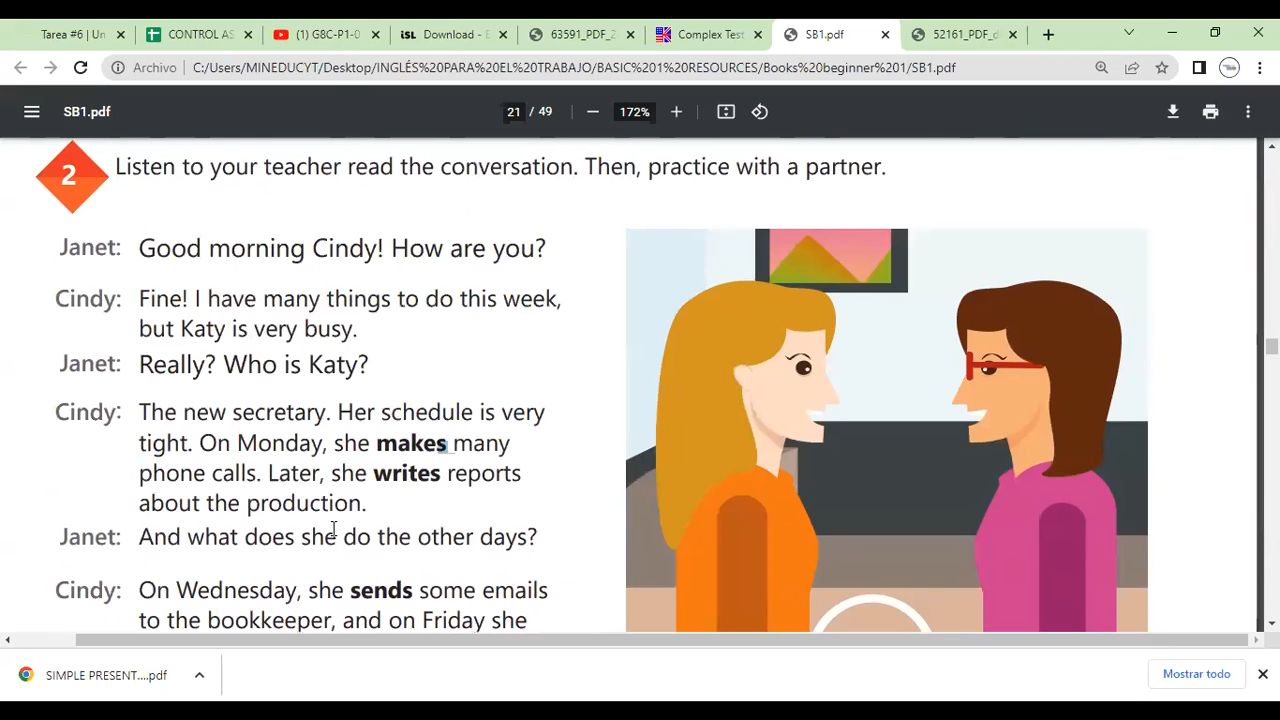 Tarea #6 | Un
CONTROL AS
(1) G8C-P1-0
iSL Download - E
63591_PDF_2
Complex Test
SB1.pdf
52161_PDF_d
Archivo C:/Users/MINEDUCYT/Desktop/INGLÉS%20PARA%20EL%20TRABAJO/BASIC%201%20RESOURCES/Books%20beginner%201/SB1.pdf
SB1.pdf 21 / 49 172%
2 Listen to your teacher read the conversation. Then, practice with a partner.
Janet: Good morning Cindy! How are you?
Cindy: Fine! I have many things to do this week,
but Katy is very busy.
Janet: Really? Who is Katy?
Cindy: The new secretary. Her schedule is very
tight. On Monday, she makes many
phone calls. Later, she writes reports
about the production.
Janet: And what does she do the other days?
Cindy: On Wednesday, she sends some emails
to the bookkeeper, and on Friday she
SIMPLE PRESENT....pdf
Mostrar todo